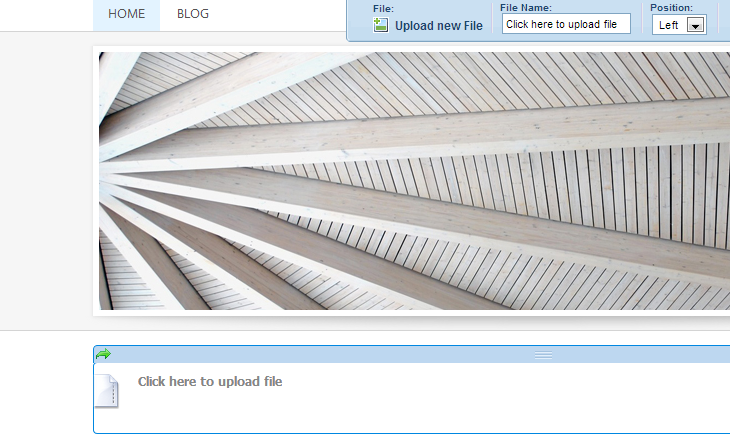 HOME BLOG
File: File Name: Position:
Upload new File Click here to upload file Left
Click here to upload file